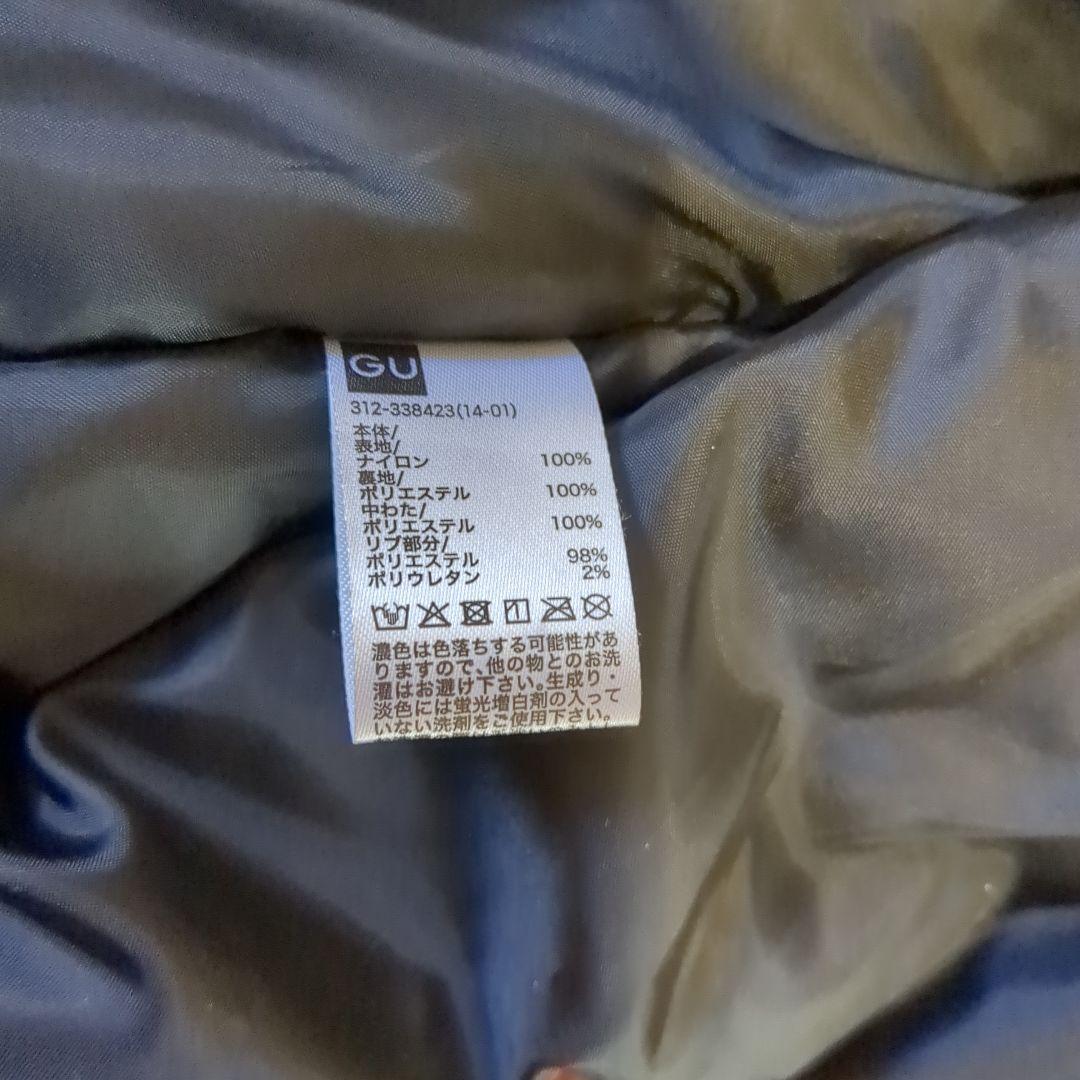 GU
312-338423(14-01)
本体/
表地/
ナイロン 100%
裏地/
ポリエステル 100%
中わた/
ポリエステル 100%
リブ部分/
ポリエステル 98%
ポリウレタン 2%
濃色は色落ちする可能性があ
りますので、他の物とのお洗
濯はお避け下さい。生成り・
淡色には蛍光増白剤の入って
いない洗剤をご使用下さい。